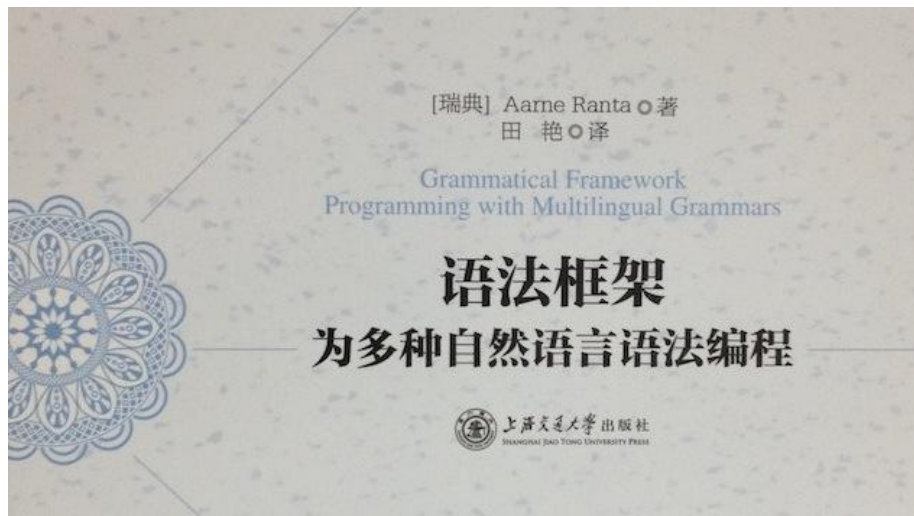 [瑞典] Aarne Ranta 著
田 艳 译
Grammatical Framework
Programming with Multilingual Grammars
语法框架
为多种自然语言语法编程
上海交通大学出版社
SHANGHAI JIAO TONG UNIVERSITY PRESS